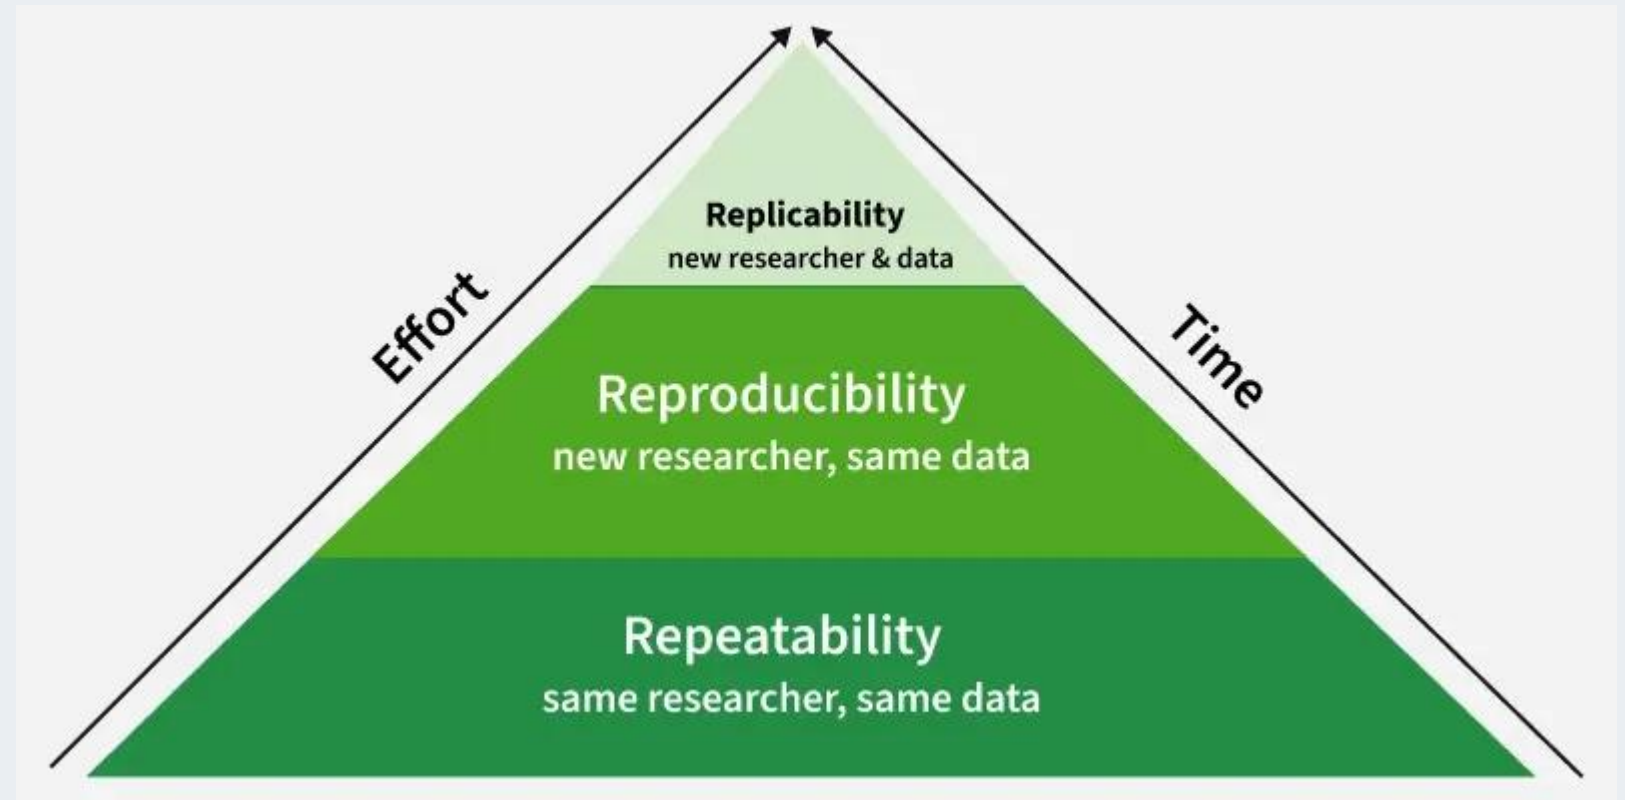 Replicability
new researcher & data
Effort
Time
Reproducibility
new researcher, same data
Repeatability
same researcher, same data